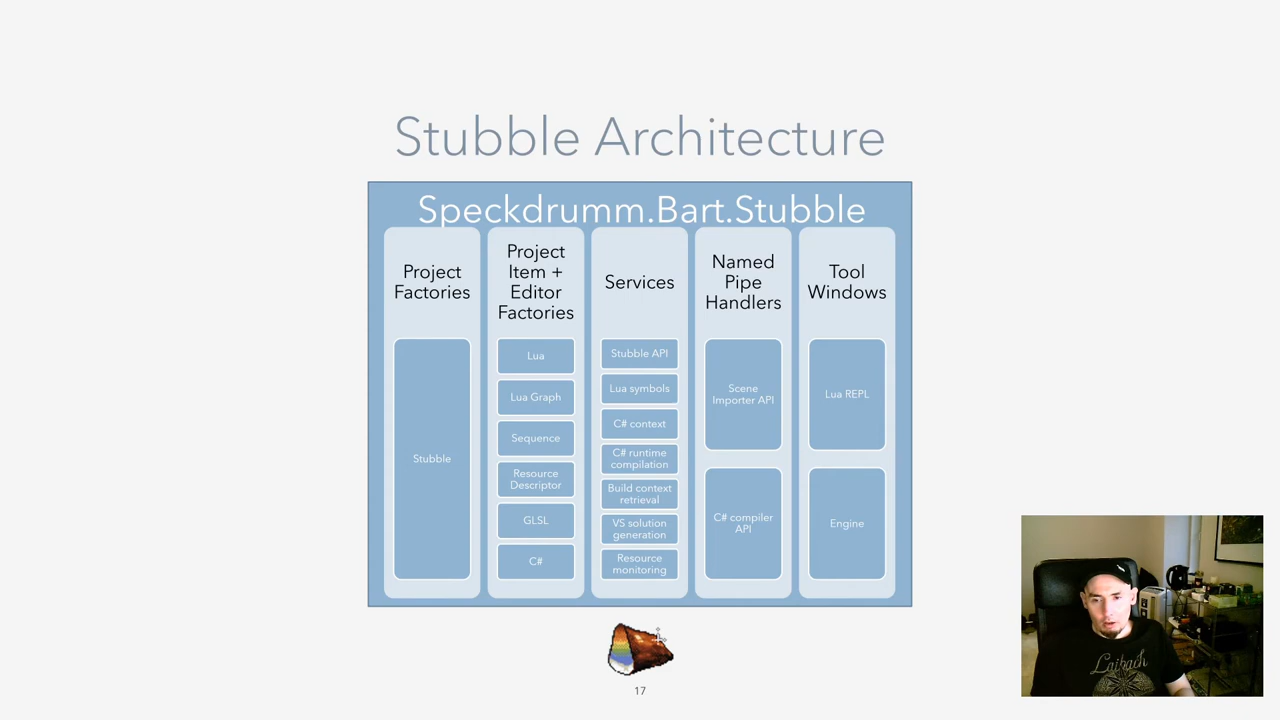 Stubble Architecture
Speckdrumm.Bart.Stubble
Project
Factories
Stubble
Project
Item +
Editor
Factories
Lua
Lua Graph
Sequence
Resource
Descriptor
GLSL
C#
Services
Stubble API
Lua symbols
C# context
C# runtime
compilation
Build context
retrieval
VS solution
generation
Resource
monitoring
Named
Pipe
Handlers
Scene
Importer API
C# compiler
API
Tool
Windows
Lua REPL
Engine
17
Laibach